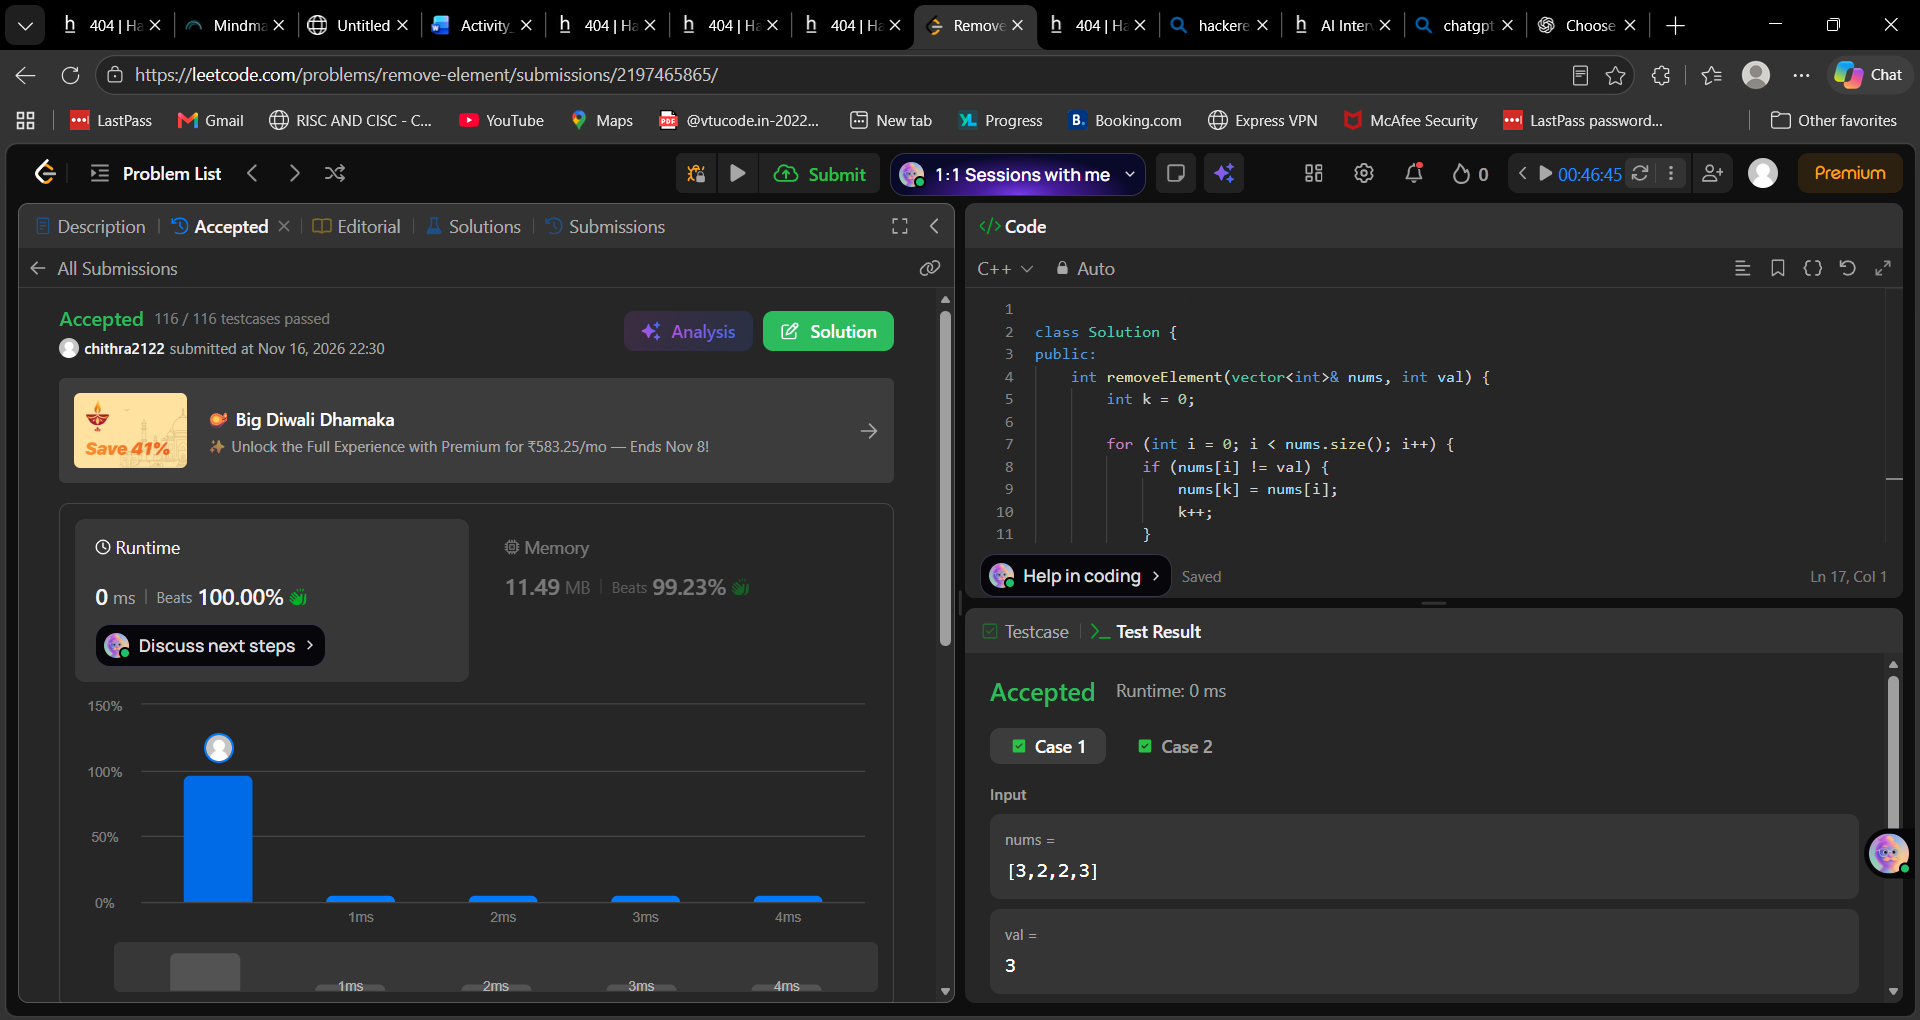 404 | Ha
Mindma
Untitled
Activity_
404 | Ha
404 | Ha
404 | Ha
Remove
404 | Ha
hackere
AI Inter
chatgpt
Choose
https://leetcode.com/problems/remove-element/submissions/2197465865/
Chat
LastPass
Gmail
RISC AND CISC - C...
YouTube
Maps
@vtucode.in-2022...
New tab
Progress
Booking.com
Express VPN
McAfee Security
LastPass password...
Other favorites
Problem List
Submit
1:1 Sessions with me
0
00:46:45
Premium
Description
Accepted
Editorial
Solutions
Submissions
All Submissions
Accepted 116 / 116 testcases passed
chithra2122 submitted at Nov 16, 2026 22:30
Analysis
Solution
Save 41%
Big Diwali Dhamaka
Unlock the Full Experience with Premium for ₹583.25/mo — Ends Nov 8!
Runtime
0 ms | Beats 100.00%
Discuss next steps
Memory
11.49 MB | Beats 99.23%
150%
100%
50%
0%
1ms
2ms
3ms
4ms
1ms
2ms
3ms
4ms
</> Code
C++
Auto
1
2 class Solution {
3 public:
4 int removeElement(vector<int>& nums, int val) {
5 int k = 0;
6
7 for (int i = 0; i < nums.size(); i++) {
8 if (nums[i] != val) {
9 nums[k] = nums[i];
10 k++;
11 }
Help in coding
Saved
Ln 17, Col 1
Testcase
Test Result
Accepted Runtime: 0 ms
Case 1
Case 2
Input
nums =
[3,2,2,3]
val =
3